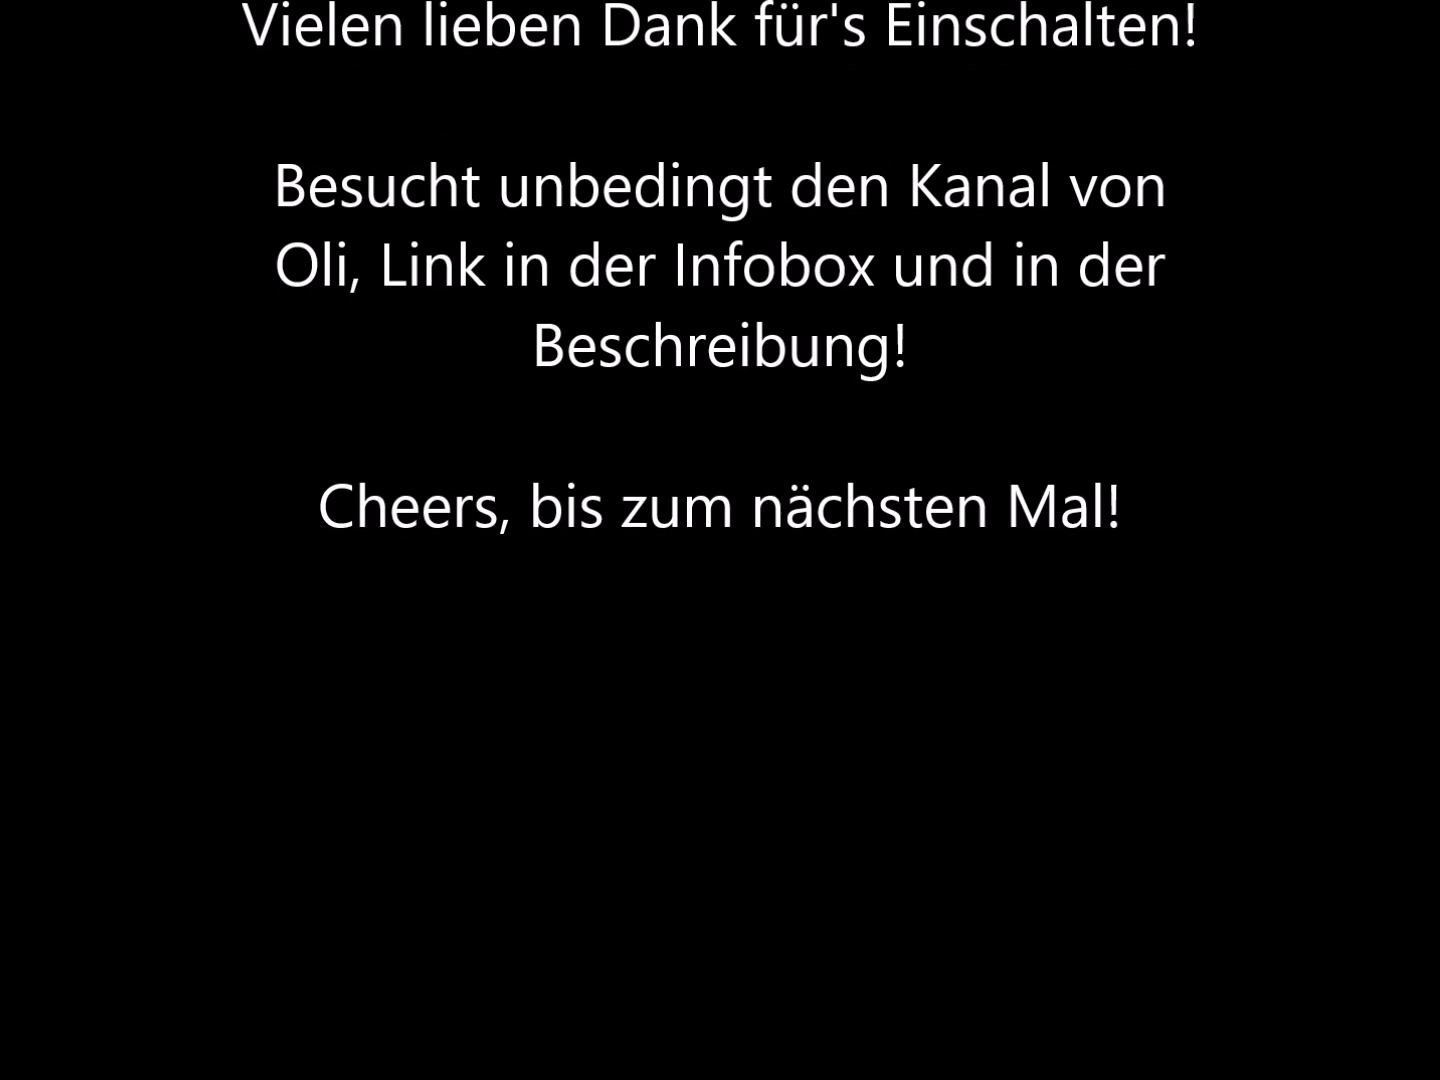 Vielen lieben Dank für's Einschalten!
Besucht unbedingt den Kanal von
Oli, Link in der Infobox und in der
Beschreibung!
Cheers, bis zum nächsten Mal!